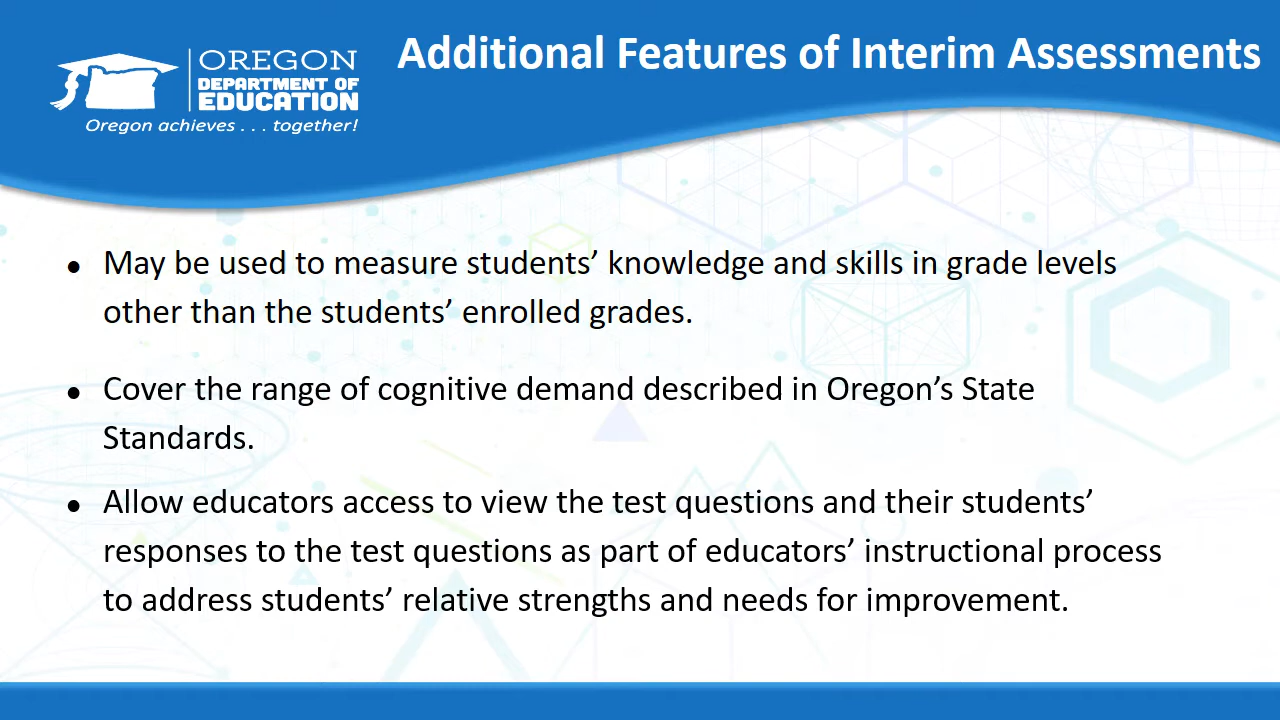 OREGON
DEPARTMENT OF
EDUCATION
Oregon achieves . . . together!
Additional Features of Interim Assessments
● May be used to measure students’ knowledge and skills in grade levels
other than the students’ enrolled grades.
● Cover the range of cognitive demand described in Oregon’s State
Standards.
● Allow educators access to view the test questions and their students’
responses to the test questions as part of educators’ instructional process
to address students’ relative strengths and needs for improvement.